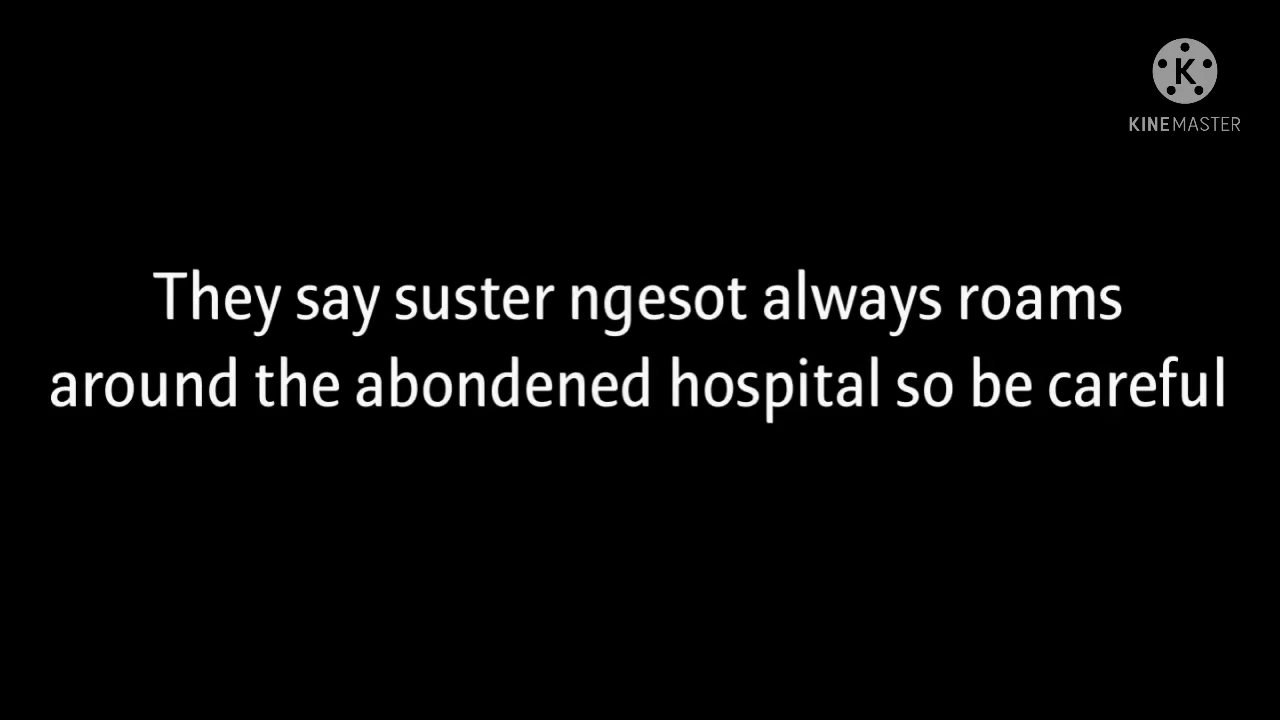 K
KINEMASTER
They say suster ngesot always roams
around the abondened hospital so be careful